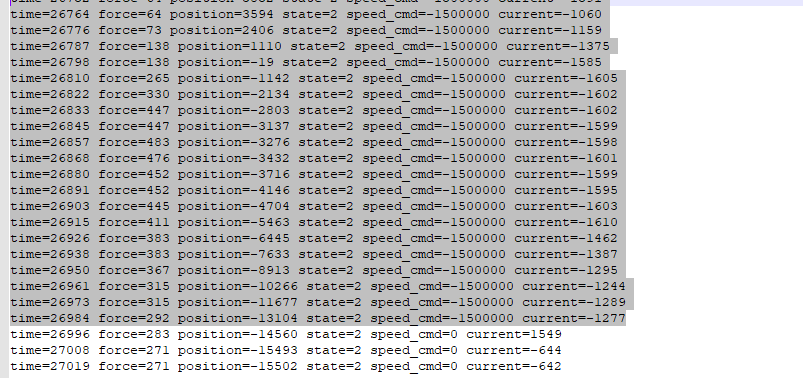 time=26764 force=64 position=3594 state=2 speed_cmd=-1500000 current=-1060
time=26776 force=73 position=2406 state=2 speed_cmd=-1500000 current=-1159
time=26787 force=138 position=1110 state=2 speed_cmd=-1500000 current=-1375
time=26798 force=138 position=-19 state=2 speed_cmd=-1500000 current=-1585
time=26810 force=265 position=-1142 state=2 speed_cmd=-1500000 current=-1605
time=26822 force=330 position=-2134 state=2 speed_cmd=-1500000 current=-1602
time=26833 force=447 position=-2803 state=2 speed_cmd=-1500000 current=-1602
time=26845 force=447 position=-3137 state=2 speed_cmd=-1500000 current=-1599
time=26857 force=483 position=-3276 state=2 speed_cmd=-1500000 current=-1598
time=26868 force=476 position=-3432 state=2 speed_cmd=-1500000 current=-1601
time=26880 force=452 position=-3716 state=2 speed_cmd=-1500000 current=-1599
time=26891 force=452 position=-4146 state=2 speed_cmd=-1500000 current=-1595
time=26903 force=445 position=-4704 state=2 speed_cmd=-1500000 current=-1603
time=26915 force=411 position=-5463 state=2 speed_cmd=-1500000 current=-1610
time=26926 force=383 position=-6445 state=2 speed_cmd=-1500000 current=-1462
time=26938 force=383 position=-7633 state=2 speed_cmd=-1500000 current=-1387
time=26950 force=367 position=-8913 state=2 speed_cmd=-1500000 current=-1295
time=26961 force=315 position=-10266 state=2 speed_cmd=-1500000 current=-1244
time=26973 force=315 position=-11677 state=2 speed_cmd=-1500000 current=-1289
time=26984 force=292 position=-13104 state=2 speed_cmd=-1500000 current=-1277
time=26996 force=283 position=-14560 state=2 speed_cmd=0 current=1549
time=27008 force=271 position=-15493 state=2 speed_cmd=0 current=-644
time=27019 force=271 position=-15502 state=2 speed_cmd=0 current=-642